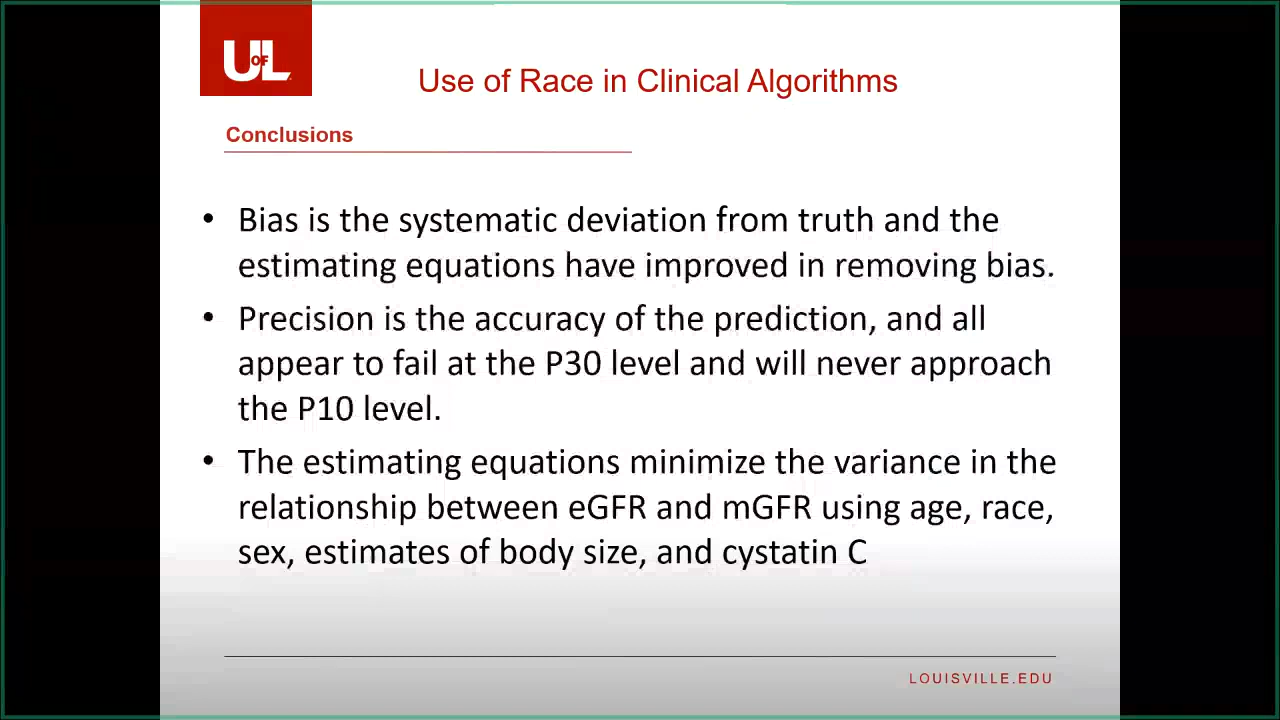 UofL
Use of Race in Clinical Algorithms
Conclusions
• Bias is the systematic deviation from truth and the
estimating equations have improved in removing bias.
• Precision is the accuracy of the prediction, and all
appear to fail at the P30 level and will never approach
the P10 level.
• The estimating equations minimize the variance in the
relationship between eGFR and mGFR using age, race,
sex, estimates of body size, and cystatin C
LOUISVILLE.EDU